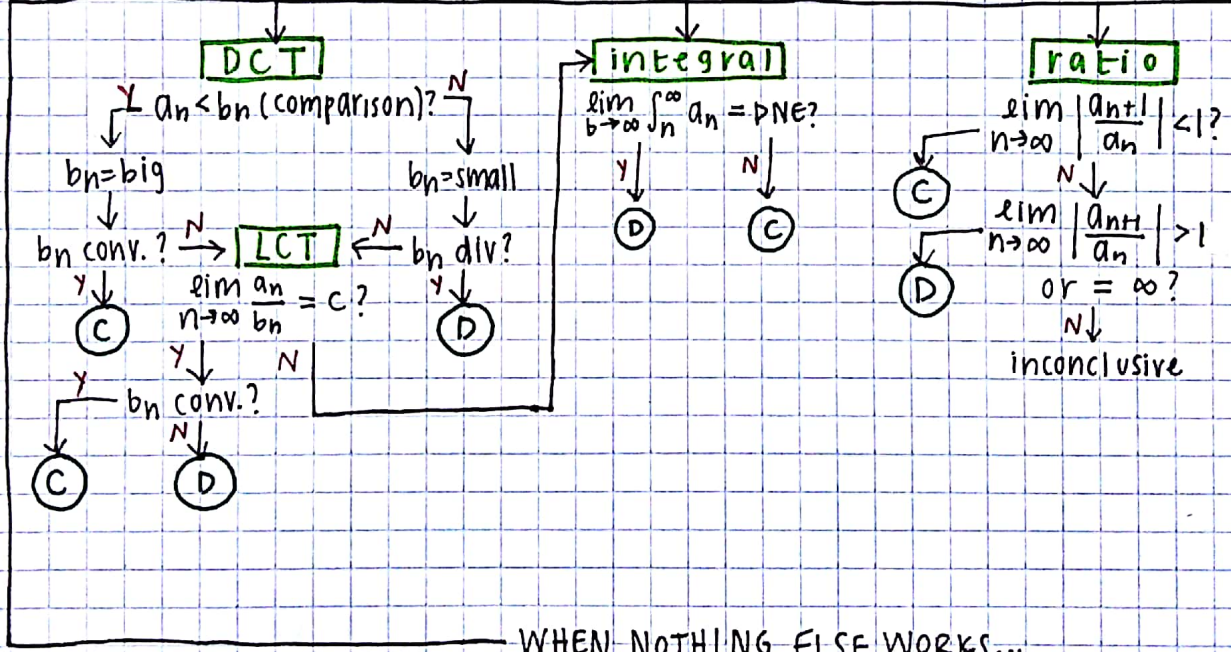 DCT
Y
aₙ < bₙ (comparison)?
N
bₙ = big
bₙ = small
bₙ conv.?
N
LCT
N
bₙ div?
Y
C
lim n→∞ aₙ/bₙ = C?
Y
D
Y
N
Y
bₙ conv.?
N
C
D
integral
lim b→∞ ∫ₙ^∞ aₙ = DNE?
Y
N
D
C
ratio
lim n→∞ |aₙ₊₁/aₙ| < 1?
C
N
lim n→∞ |aₙ₊₁/aₙ| > 1
D
or = ∞?
N
inconclusive
WHEN NOTHING ELSE WORKS...